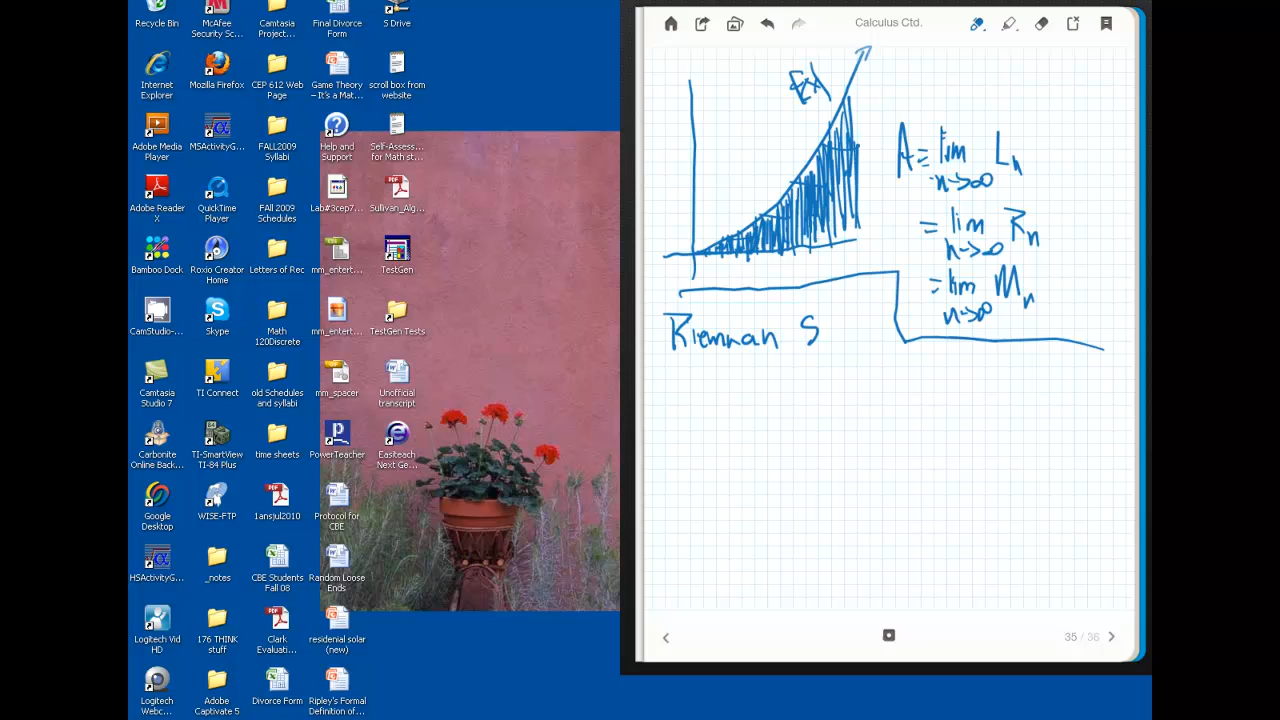 Recycle Bin
McAfee Security Sc...
Camtasia Project...
Final Divorce Form
S Drive
Internet Explorer
Mozilla Firefox
CEP 612 Web Page
Game Theory – It's a Mat...
scroll box from website
Adobe Media Player
MSActivityG...
FALL2009 Syllabi
Help and Support
Self-Assess... for Math st...
Adobe Reader X
QuickTime Player
FAll 2009 Schedules
Lab#3cep7...
Sullivan_Alg...
Bamboo Dock
Roxio Creator Home
Letters of Rec
mm_entert...
TestGen
CamStudio-...
Skype
Math 120Discrete
mm_entert...
TestGen Tests
Camtasia Studio 7
TI Connect
old Schedules and syllabi
mm_spacer
Unofficial transcript
Carbonite Online Back...
TI-SmartView TI-84 Plus
time sheets
PowerTeacher
Easiteach Next Ge...
Google Desktop
WISE-FTP
1ansjul2010
Protocol for CBE
HSActivityG...
_notes
CBE Students Fall 08
Random Loose Ends
Logitech Vid HD
176 THINK stuff
Clark Evaluati...
residenial solar (new)
Logitech Webc...
Adobe Captivate 5
Divorce Form
Ripley's Formal Definition of...
Calculus Ctd.
f(x)
A = lim Ln
n→∞
= lim Rn
n→∞
= lim Mn
n→∞
Riemnan S
35 / 36